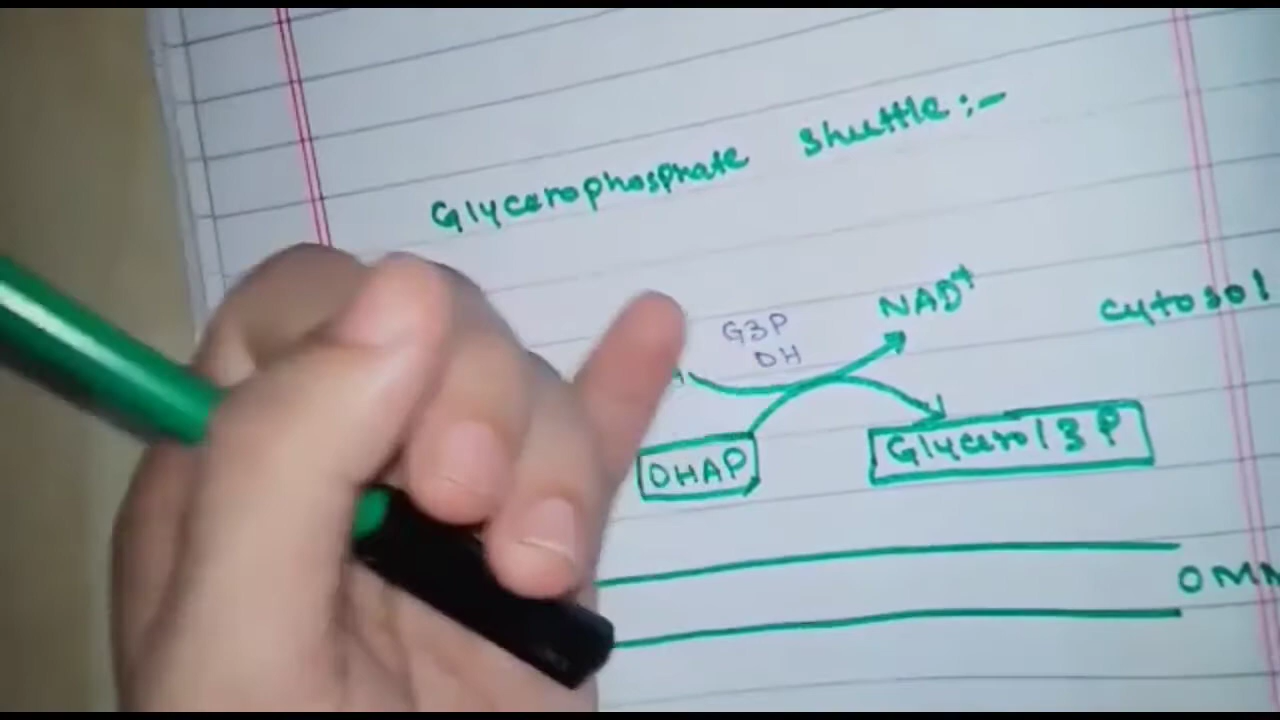 Glycerophosphate shuttle:-
NAD+
cytosol
G3P
DH
DHAP
Glycerol 3 P
OMM